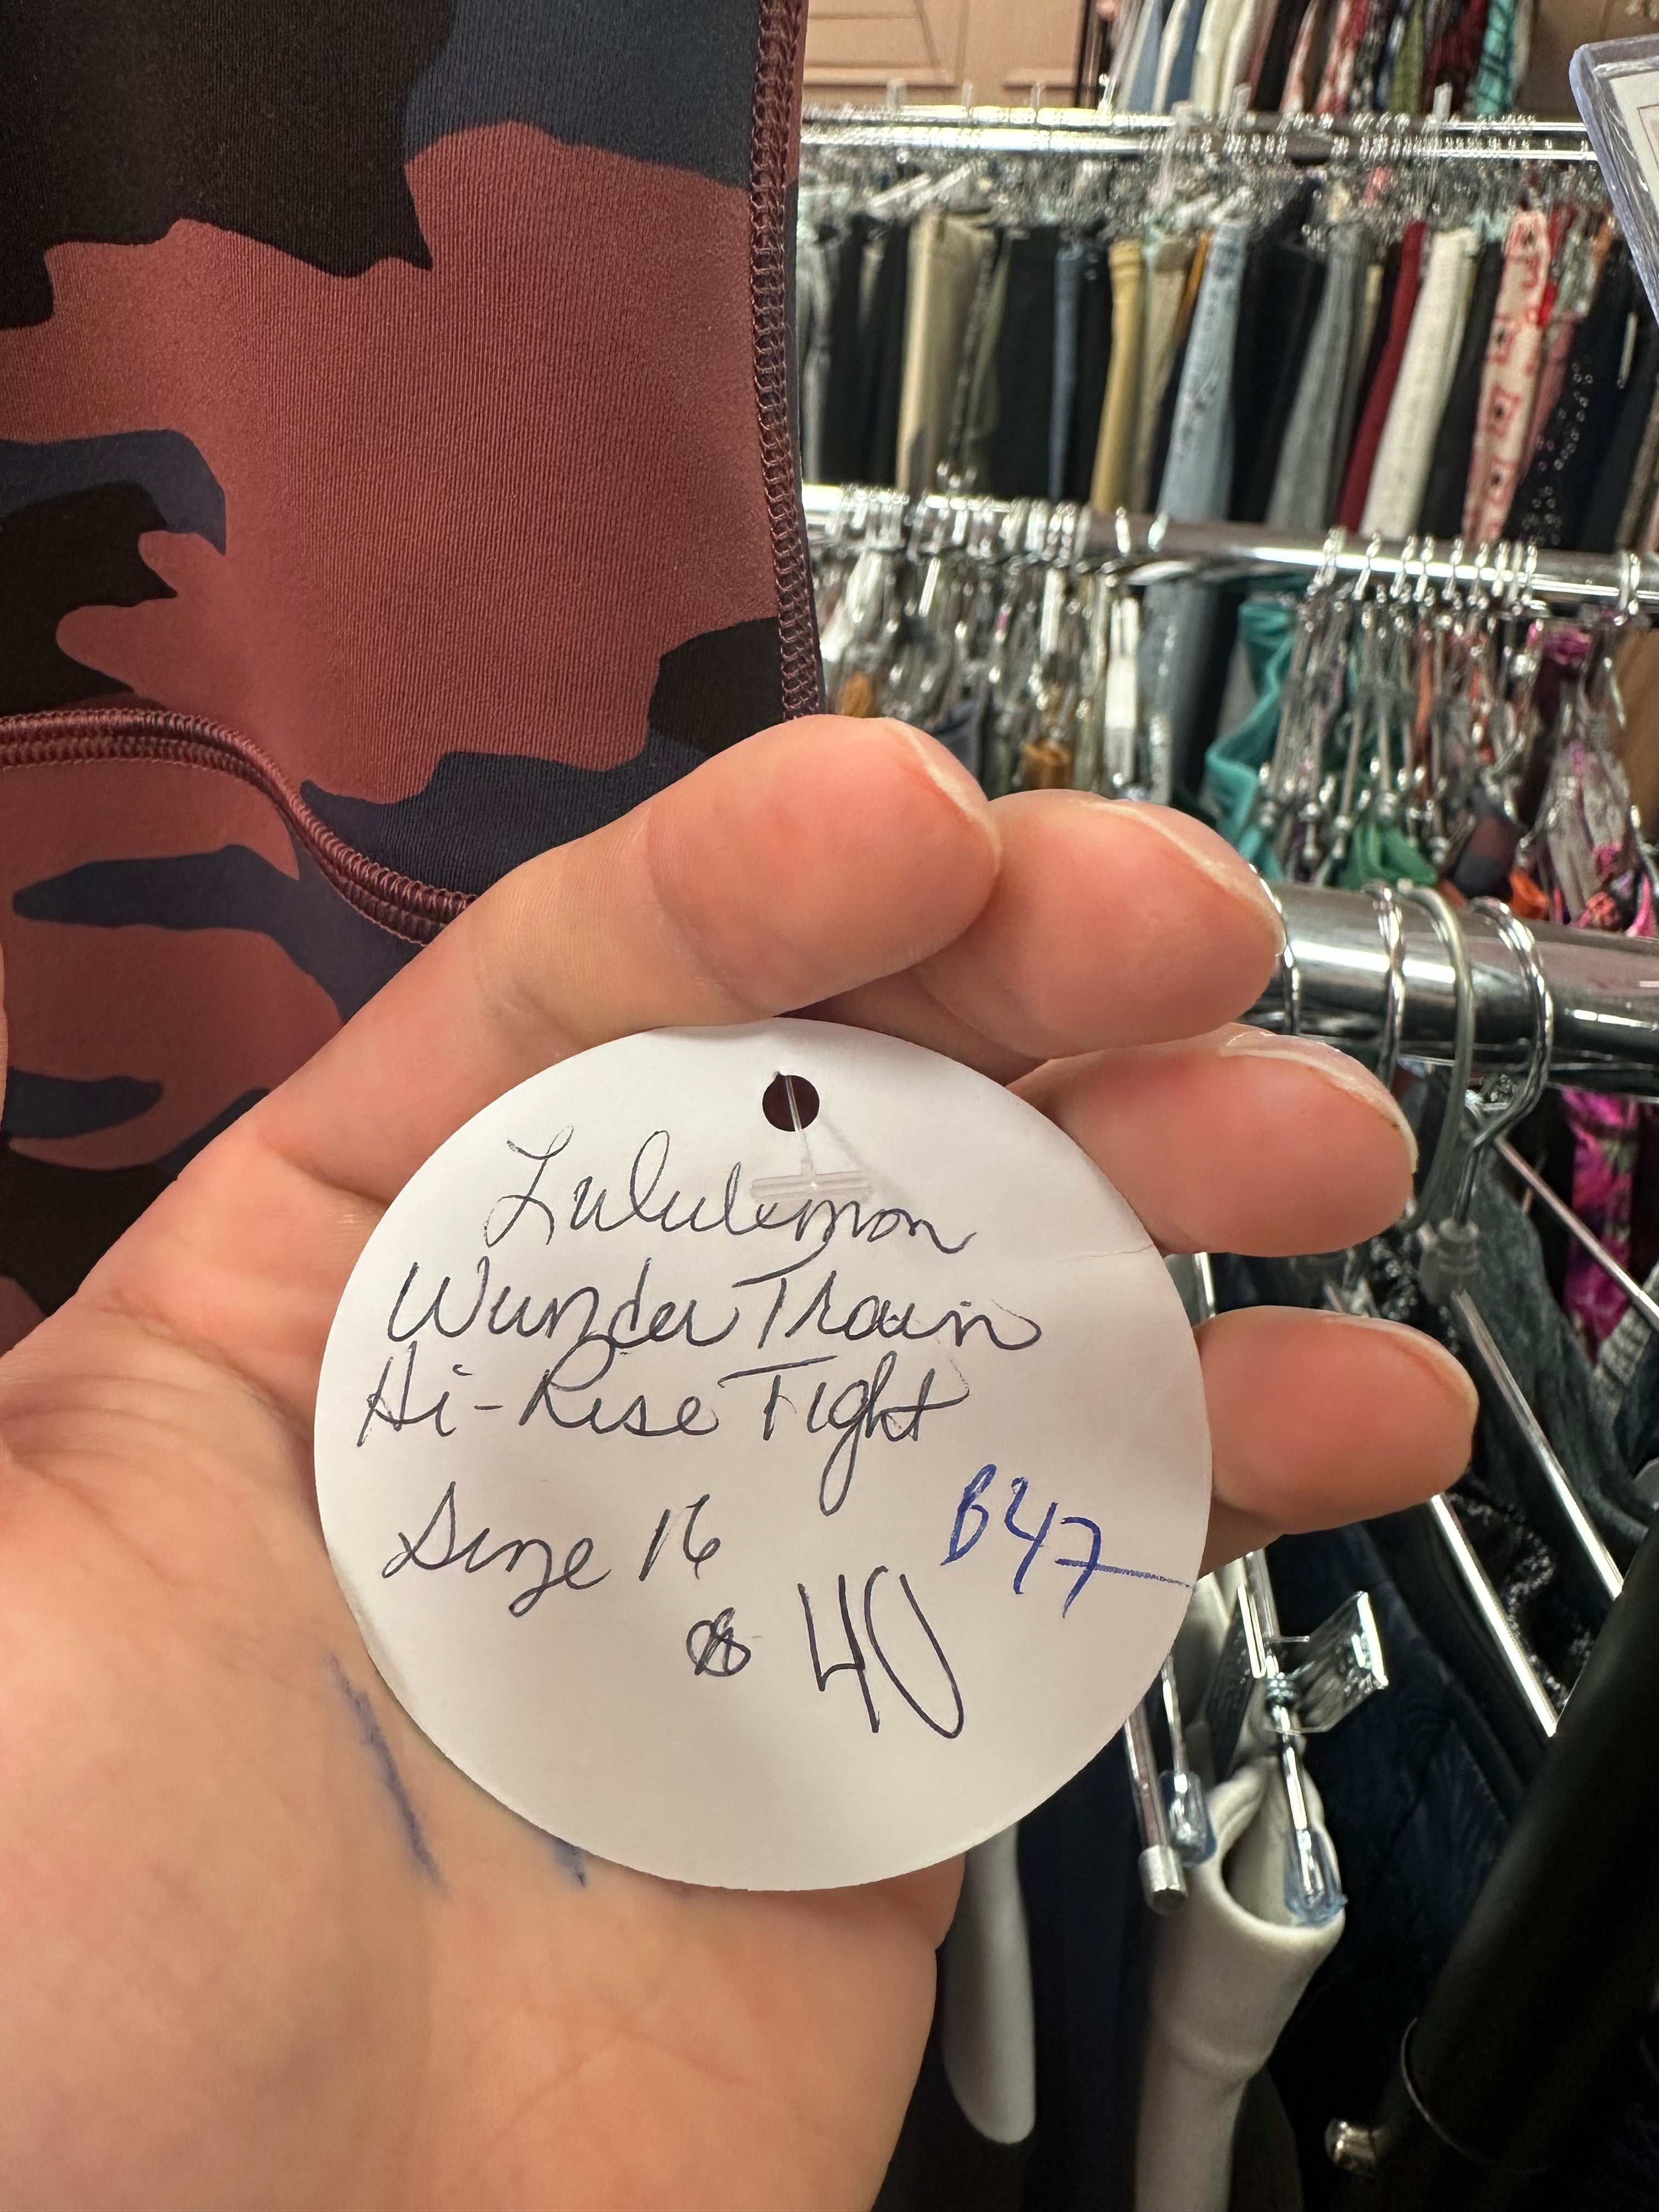 Lululemon
Wunder Train
Hi-Rise Tight
Size 16
B47
$ 40